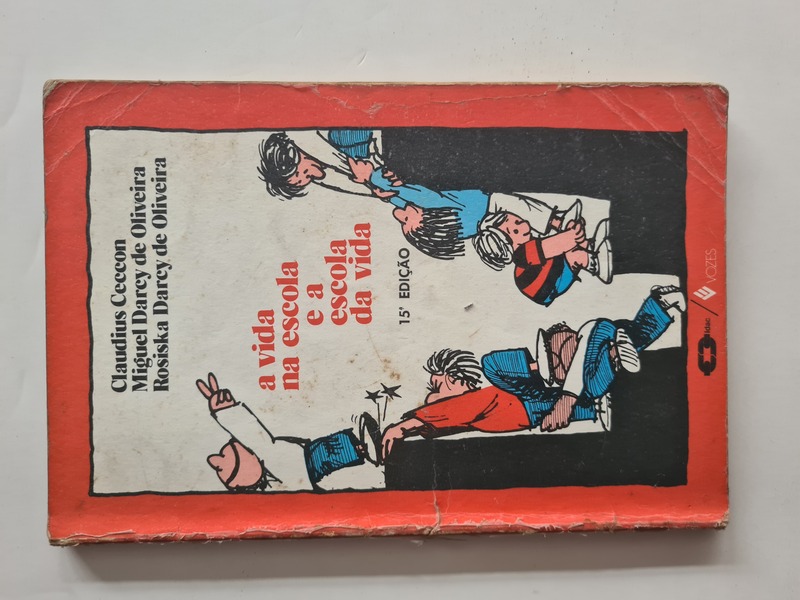 Claudius Ceccon
Miguel Darcy de Oliveira
Rosiska Darcy de Oliveira
a vida
na escola
e a
escola
da vida
15ª EDIÇÃO
idac
VOZES